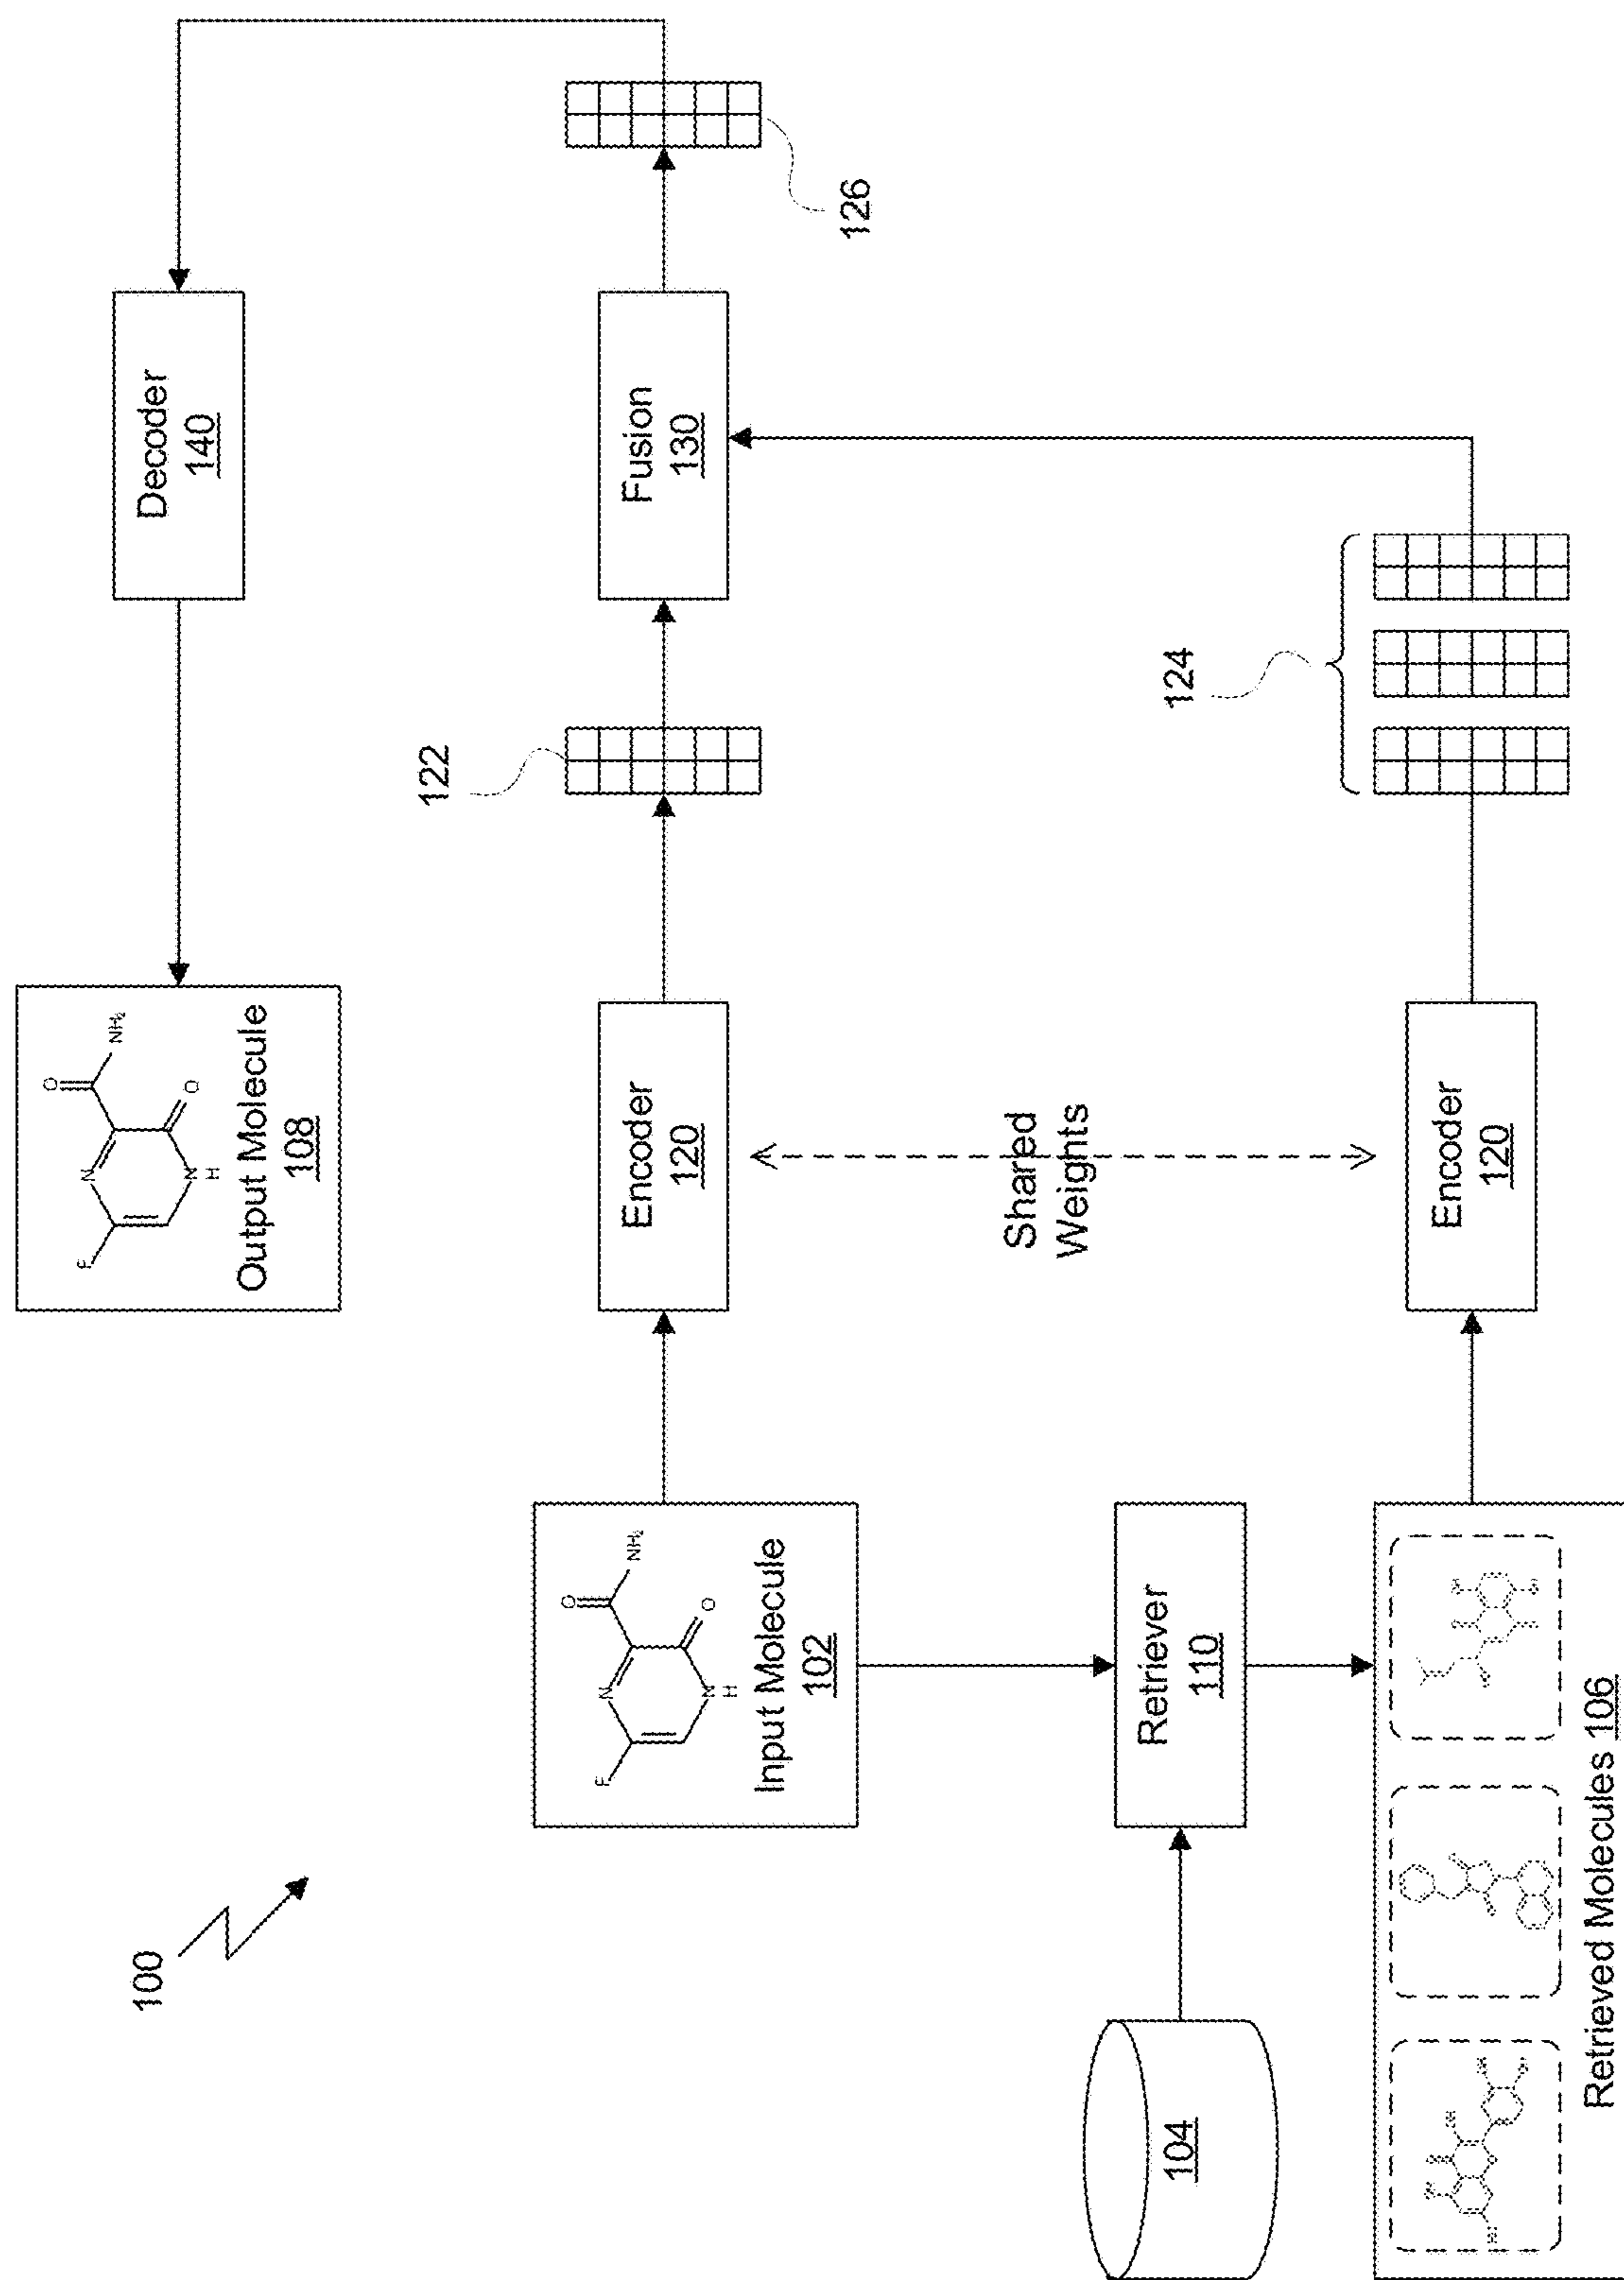 100
F
N
N
H
O
O
NH₂
Output Molecule
108
Decoder
140
F
N
N
H
O
O
NH₂
Input Molecule
102
Encoder
120
122
Fusion
130
126
Shared
Weights
104
Retriever
110
Retrieved Molecules 106
Encoder
120
124